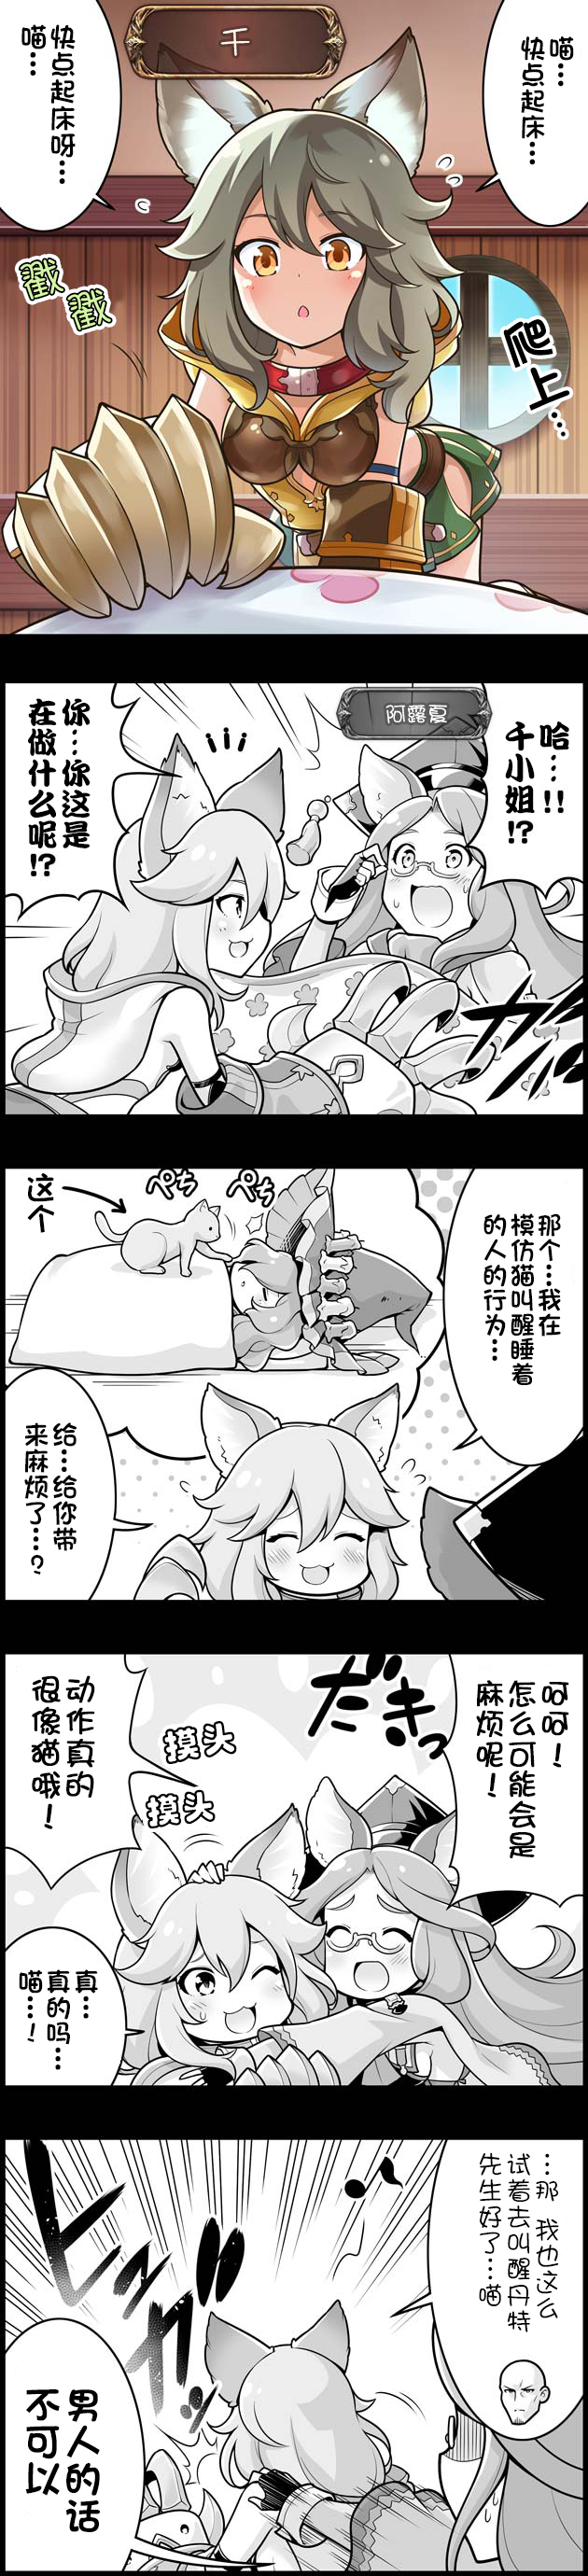 千
喵…
快点起床…
快点起床呀…
喵…
戳
戳
爬上…
阿露夏
哈…!!
千小姐!?
你…你这是
在做什么呢!?
ガバッ
那个…我在
模仿猫叫醒睡着
的人的行为…
ぺち
ぺち
这个
给…给你带
来麻烦了…?
呵呵！
怎么可能会是
麻烦呢！
だきっ
摸头
摸头
动作真的
很像猫哦！
真…
真的吗…
喵…！
…那 我也这么
试着去叫醒丹特
先生好了…喵
男人的话
不可以